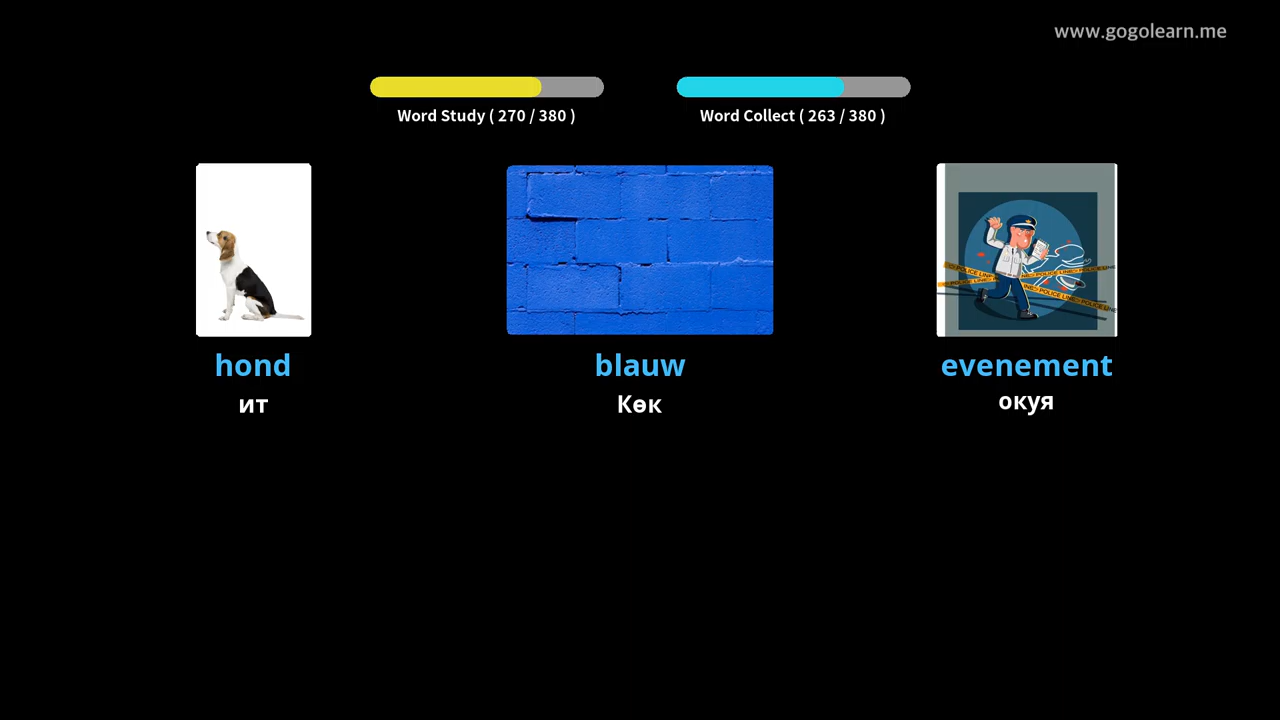 www.gogolearn.me
Word Study ( 270 / 380 )
Word Collect ( 263 / 380 )
hond
blauw
evenement
ит
Көк
окуя